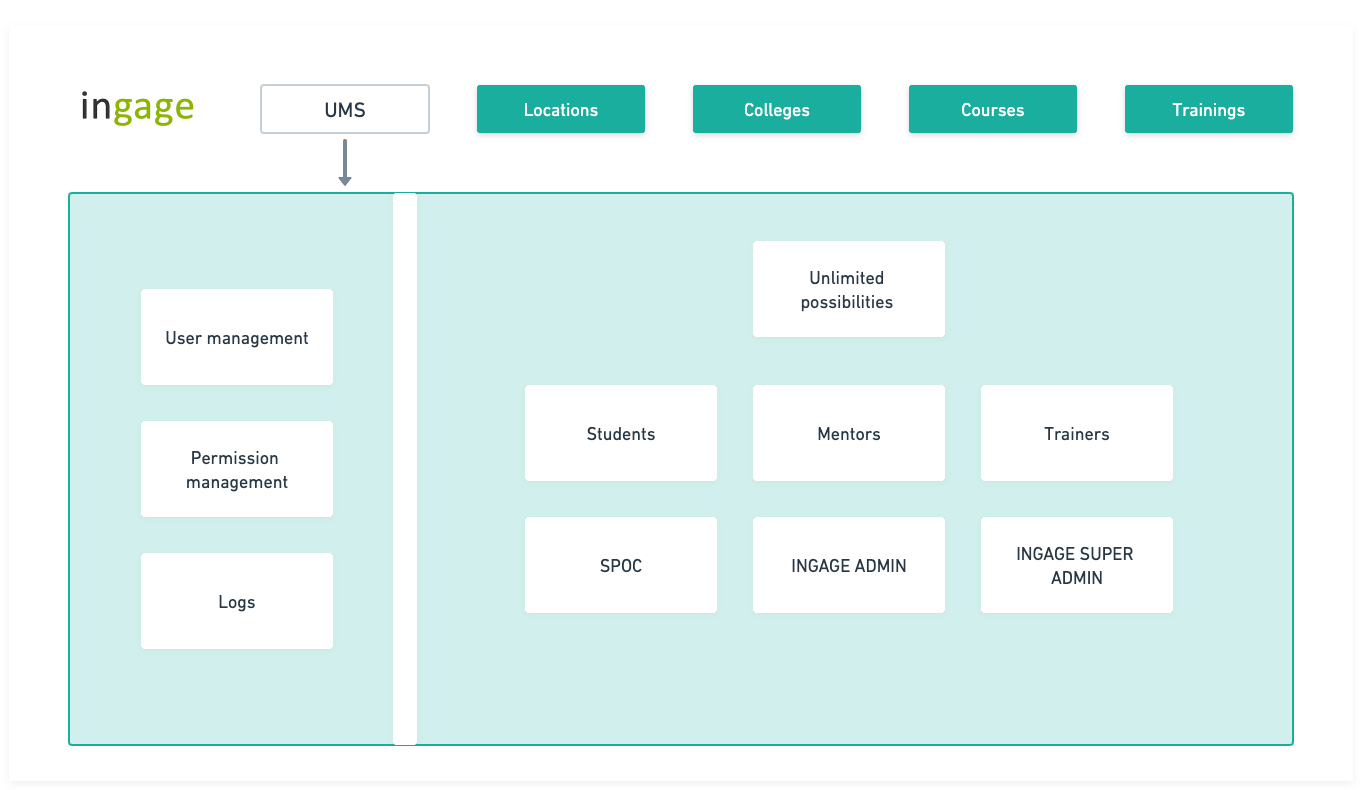 ingage
UMS
Locations
Colleges
Courses
Trainings
User management
Permission
management
Logs
Unlimited
possibilities
Students
Mentors
Trainers
SPOC
INGAGE ADMIN
INGAGE SUPER
ADMIN